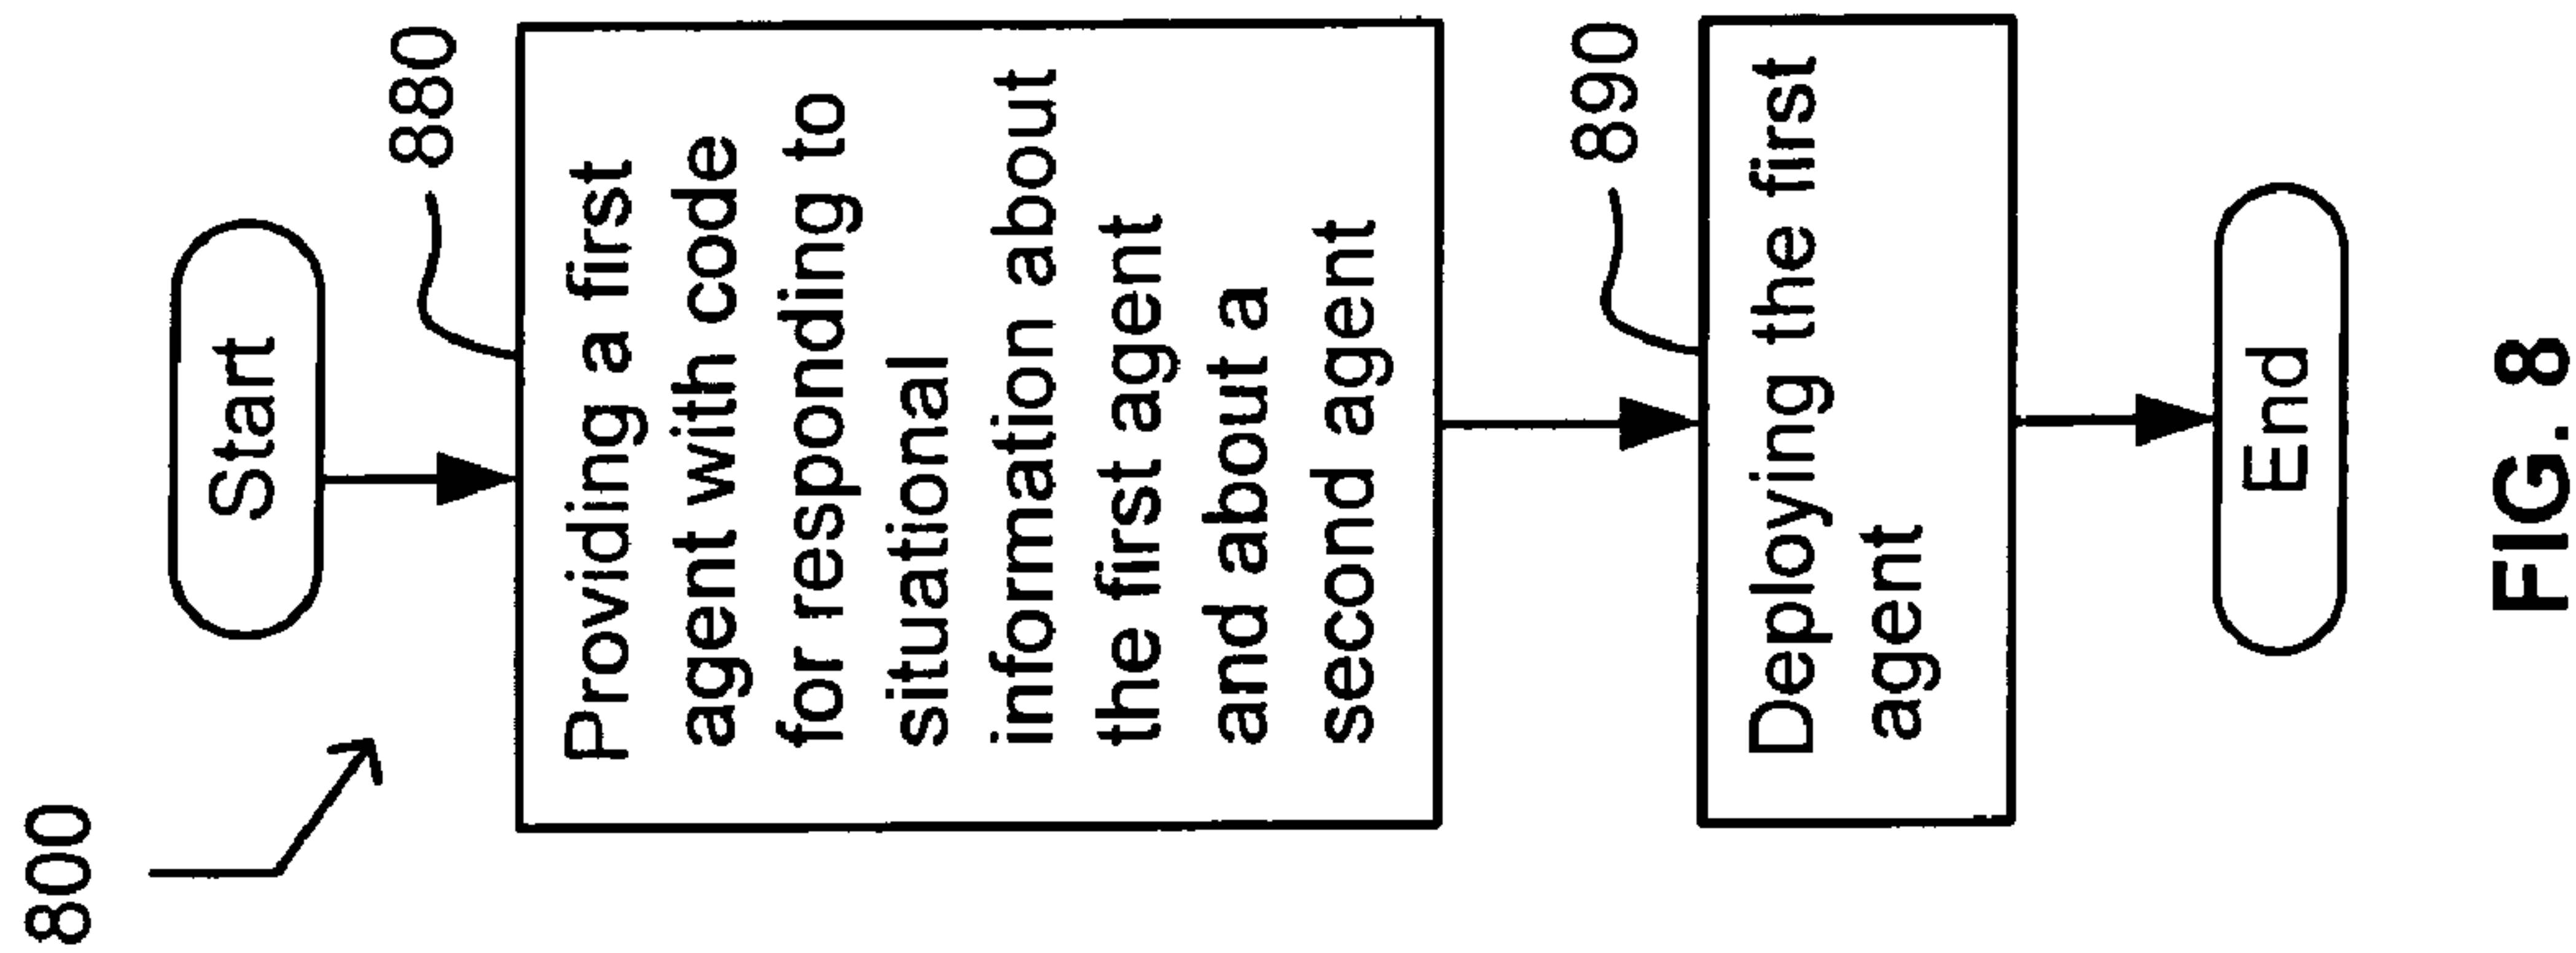 800
Start
880
Providing a first
agent with code
for responding to
situational
information about
the first agent
and about a
second agent
890
Deploying the first
agent
End
FIG. 8